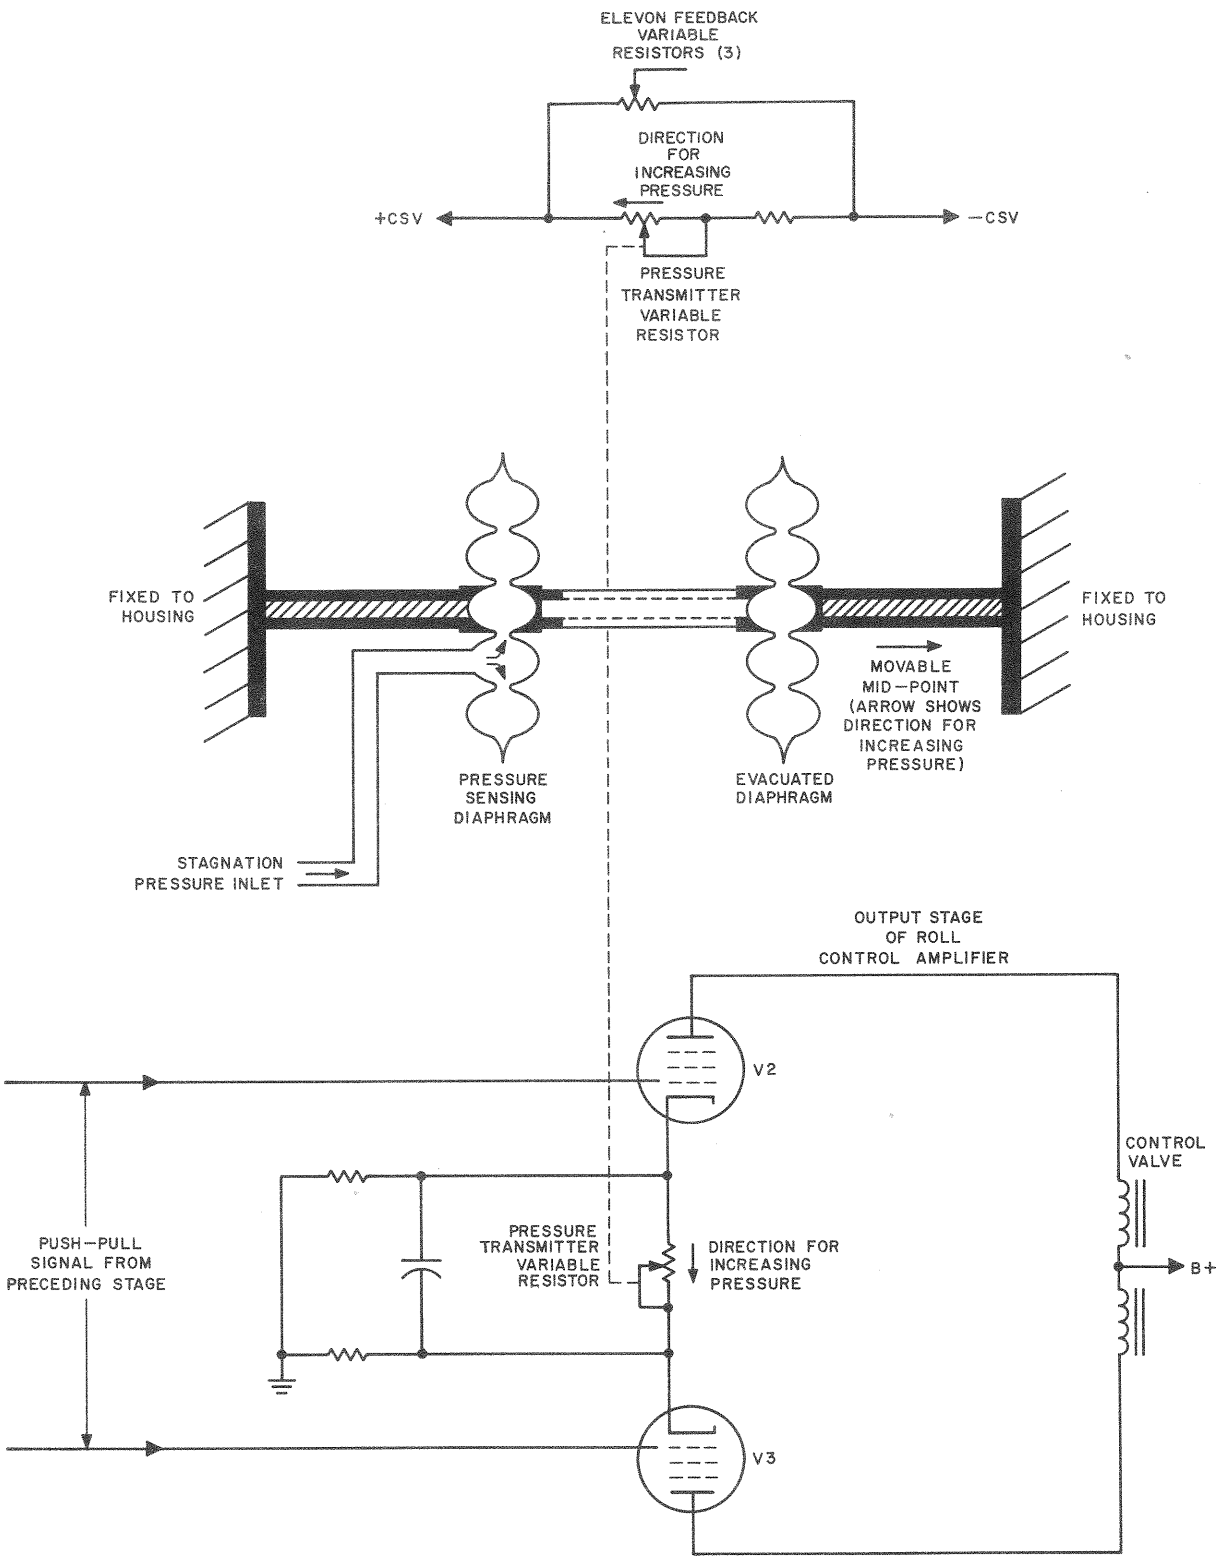 ELEVON FEEDBACK
VARIABLE
RESISTORS (3)
DIRECTION
FOR
INCREASING
PRESSURE
+CSV
—CSV
PRESSURE
TRANSMITTER
VARIABLE
RESISTOR
FIXED TO
HOUSING
FIXED TO
HOUSING
MOVABLE
MID—POINT
(ARROW SHOWS
DIRECTION FOR
INCREASING
PRESSURE)
PRESSURE
SENSING
DIAPHRAGM
EVACUATED
DIAPHRAGM
STAGNATION
PRESSURE INLET
OUTPUT STAGE
OF ROLL
CONTROL AMPLIFIER
V2
CONTROL
VALVE
PUSH—PULL
SIGNAL FROM
PRECEDING STAGE
PRESSURE
TRANSMITTER
VARIABLE
RESISTOR
DIRECTION FOR
INCREASING
PRESSURE
B+
V3